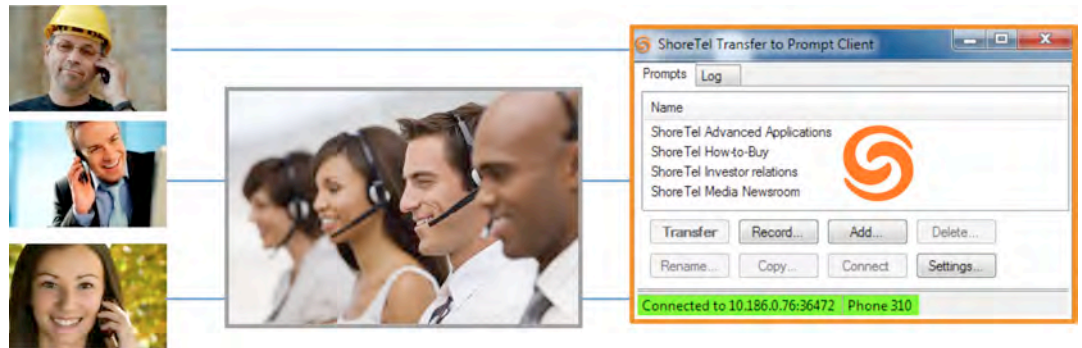 ShoreTel Transfer to Prompt Client
Prompts Log
Name
ShoreTel Advanced Applications
ShoreTel How-to-Buy
ShoreTel Investor relations
ShoreTel Media Newsroom
Transfer Record... Add... Delete...
Rename... Copy... Connect Settings...
Connected to 10.186.0.76:36472 Phone 310